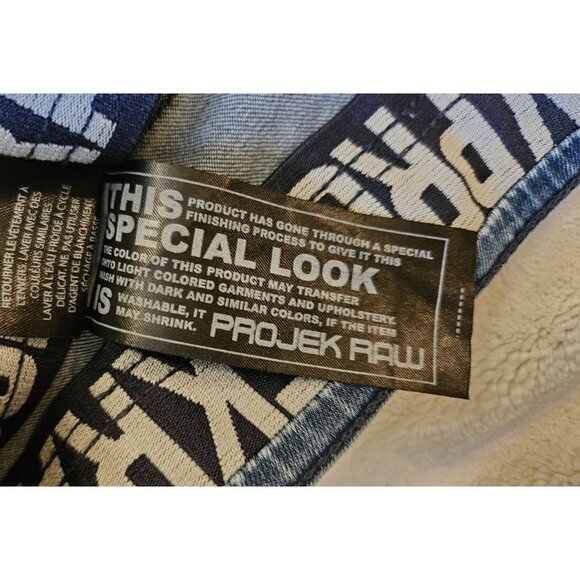 THIS PRODUCT HAS GONE THROUGH A SPECIAL
FINISHING PROCESS TO GIVE IT THIS
SPECIAL LOOK
THE COLOR OF THIS PRODUCT MAY TRANSFER
ONTO LIGHT COLORED GARMENTS AND UPHOLSTERY.
WASH WITH DARK AND SIMILAR COLORS, IF THE ITEM
IS WASHABLE, IT
MAY SHRINK. PROJEK RAW
RETOURNER LE VÊTEMENT À
L'ENVERS LAVER AVEC DES
COULEURS SIMILAIRES.
LAVER À L'EAU FROIDE À CYCLE
DÉLICAT. NE PAS UTILISER
D'AGENT DE BLANCHIMENT.